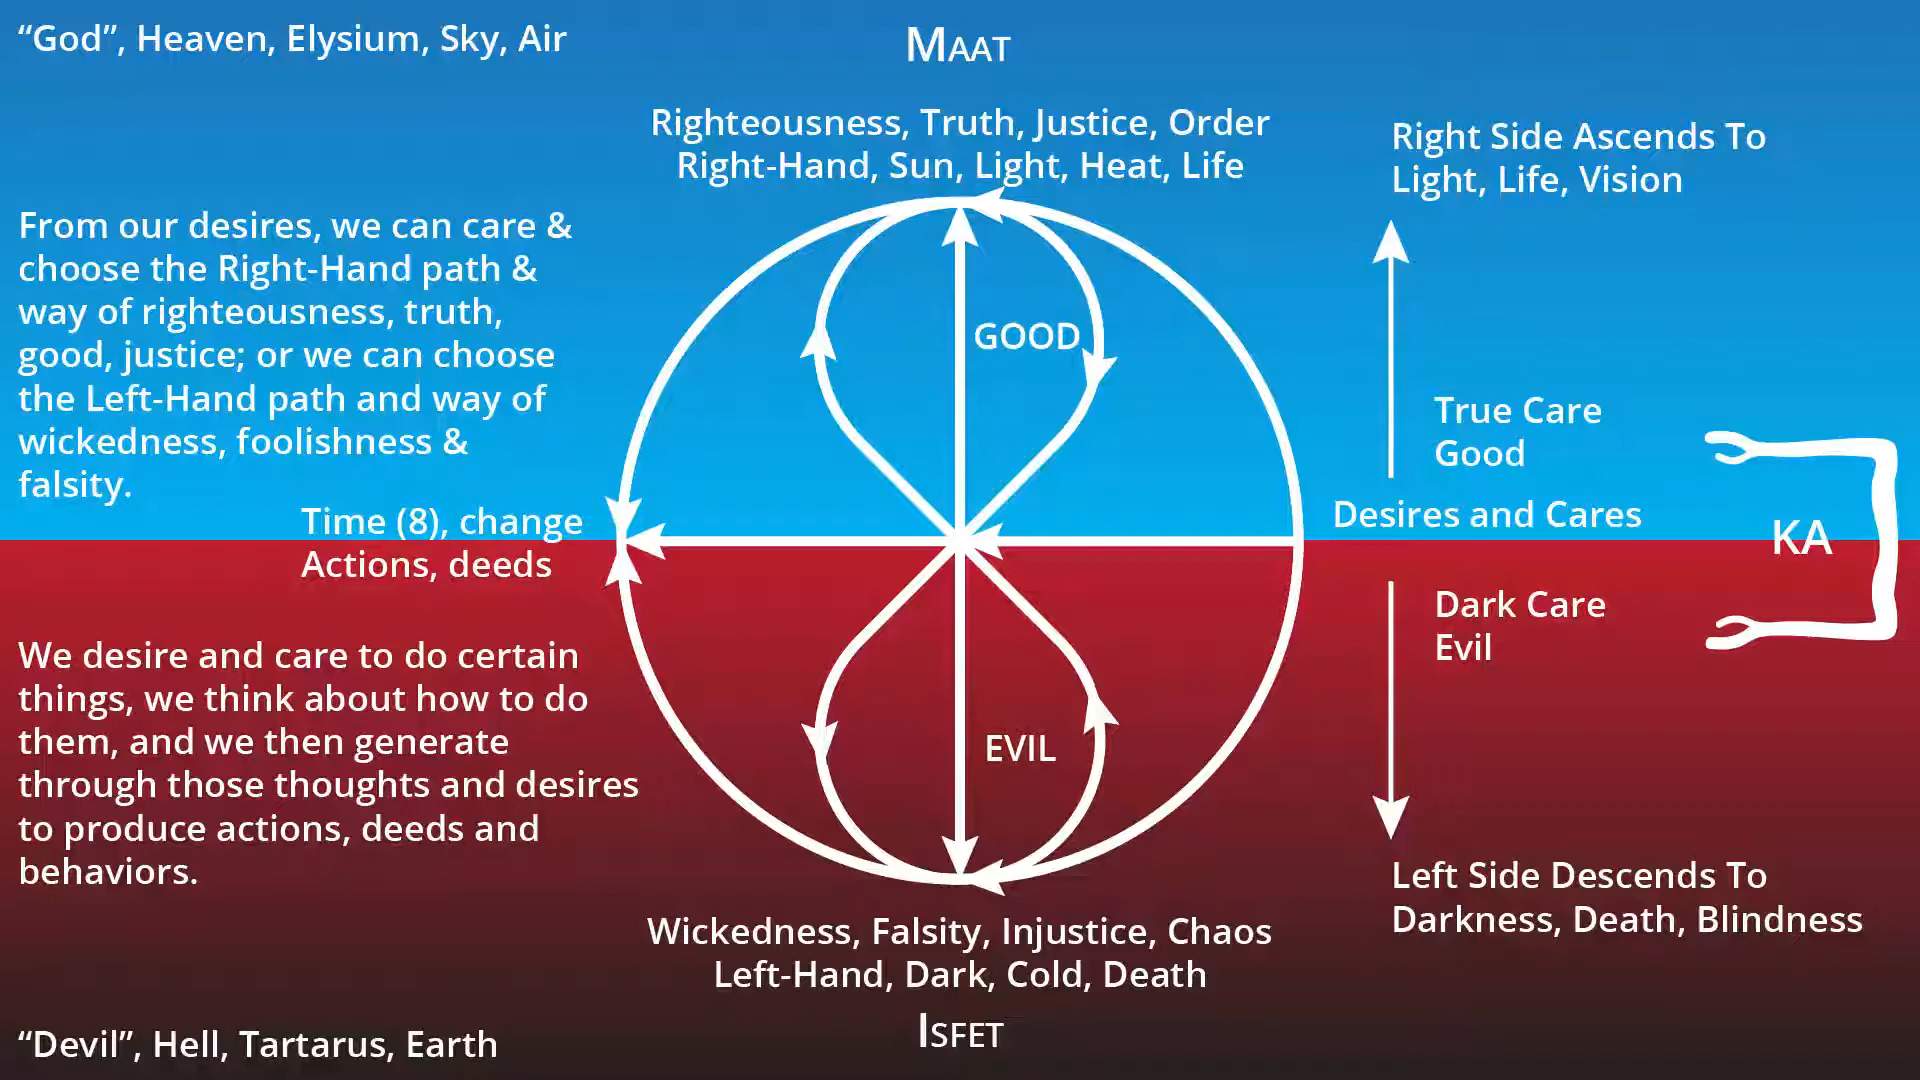 “God”, Heaven, Elysium, Sky, Air
MAAT
Righteousness, Truth, Justice, Order
Right-Hand, Sun, Light, Heat, Life
Right Side Ascends To
Light, Life, Vision
From our desires, we can care &
choose the Right-Hand path &
way of righteousness, truth,
good, justice; or we can choose
the Left-Hand path and way of
wickedness, foolishness &
falsity.
GOOD
True Care
Good
Time (8), change
Actions, deeds
Desires and Cares
KA
Dark Care
Evil
We desire and care to do certain
things, we think about how to do
them, and we then generate
through those thoughts and desires
to produce actions, deeds and
behaviors.
EVIL
Left Side Descends To
Darkness, Death, Blindness
Wickedness, Falsity, Injustice, Chaos
Left-Hand, Dark, Cold, Death
ISFET
“Devil”, Hell, Tartarus, Earth